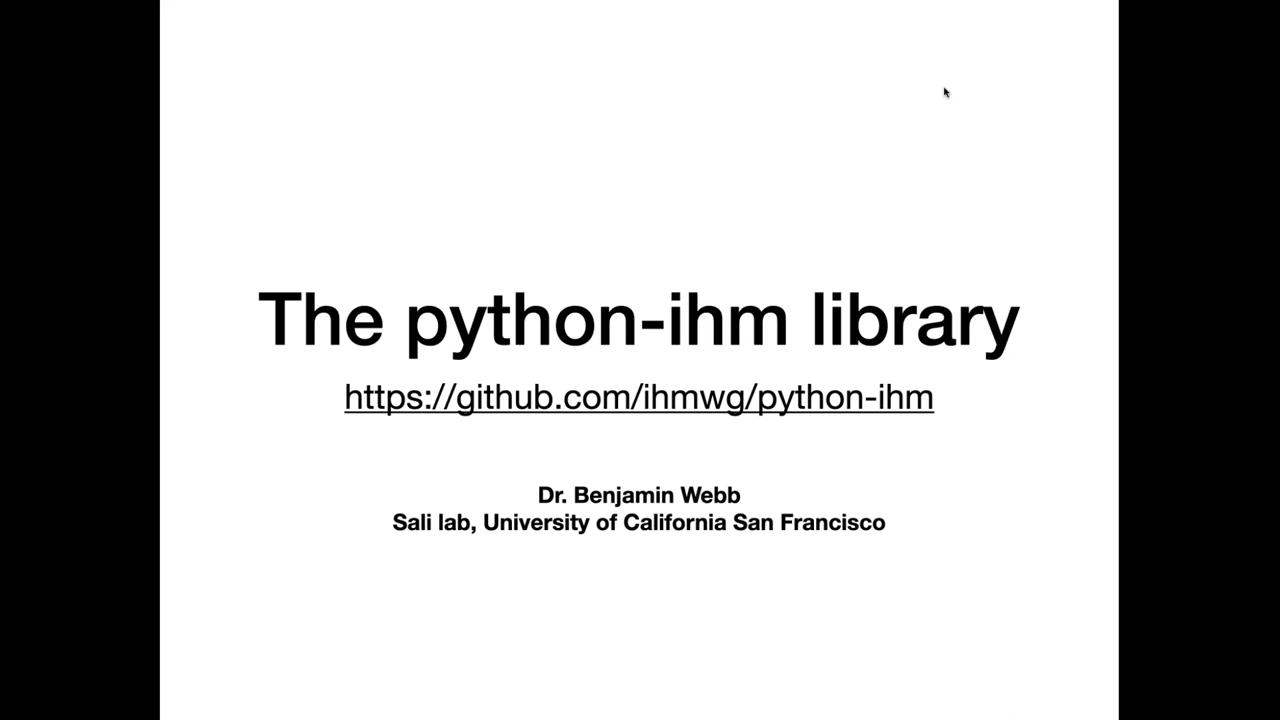 The python-ihm library
https://github.com/ihmwg/python-ihm
Dr. Benjamin Webb
Sali lab, University of California San Francisco